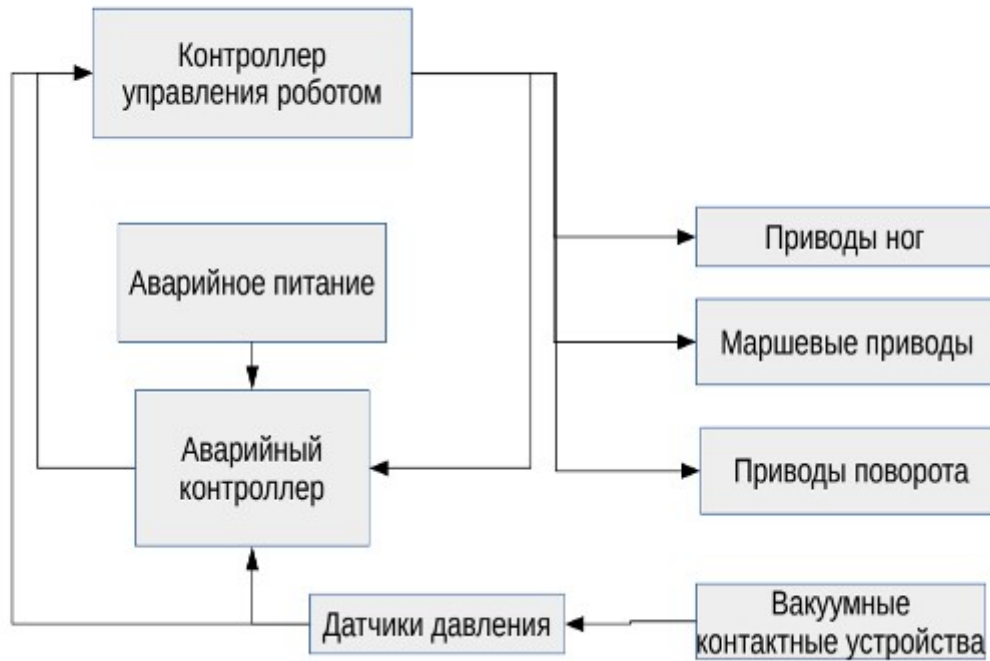 Контроллер
управления роботом
Приводы ног
Аварийное питание
Маршевые приводы
Аварийный
контроллер
Приводы поворота
Датчики давления
Вакуумные
контактные устройства